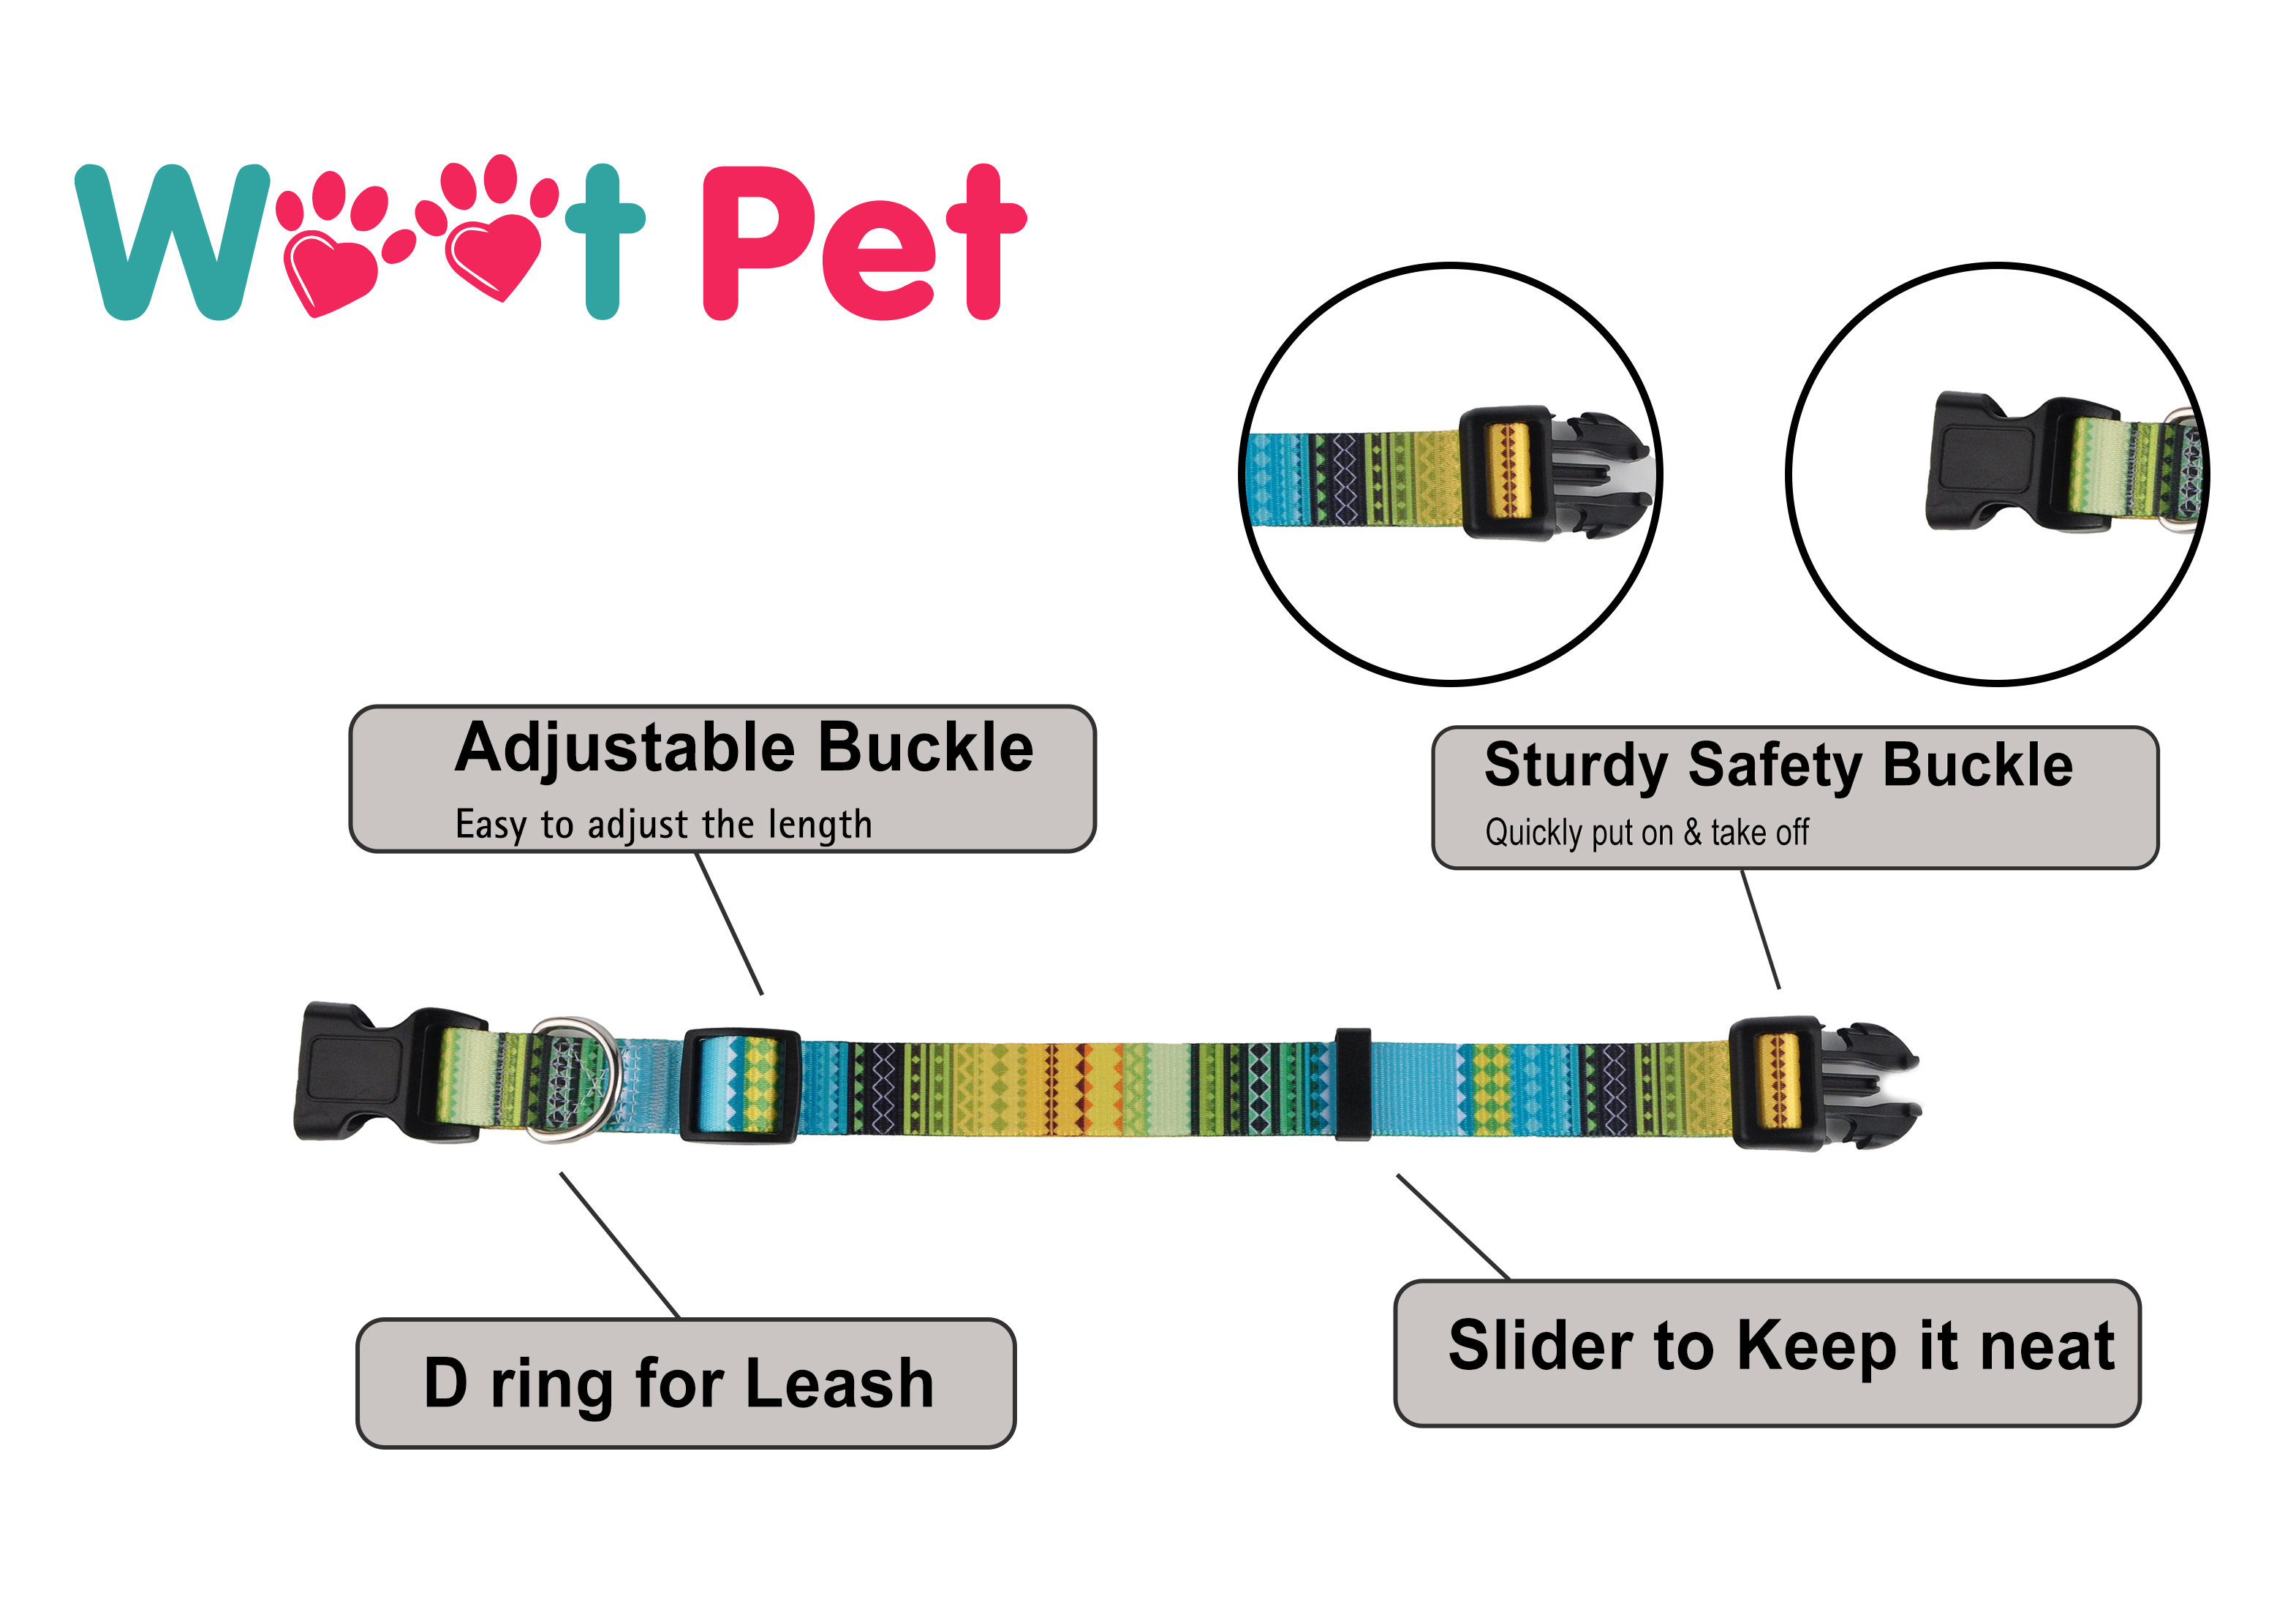 Woot Pet
Adjustable Buckle
Easy to adjust the length
Sturdy Safety Buckle
Quickly put on & take off
D ring for Leash
Slider to Keep it neat